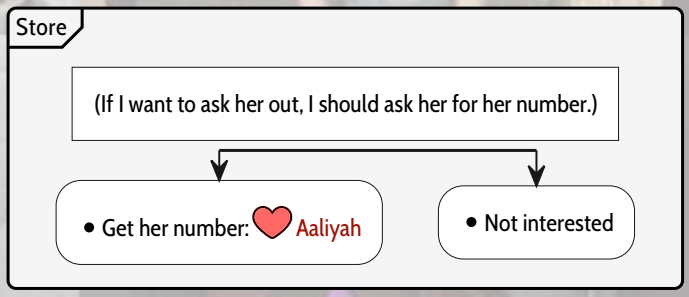 Store
(If I want to ask her out, I should ask her for her number.)
• Get her number: Aaliyah
• Not interested